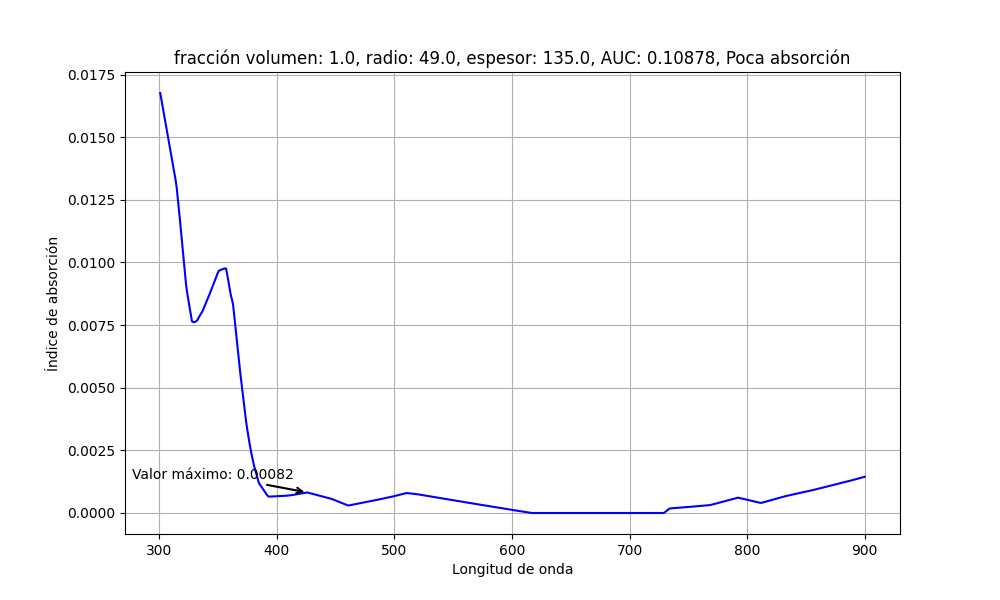 fracción volumen: 1.0, radio: 49.0, espesor: 135.0, AUC: 0.10878, Poca absorción
0.0175
0.0150
0.0125
0.0100
0.0075
0.0050
0.0025
0.0000
Índice de absorción
Valor máximo: 0.00082
300 400 500 600 700 800 900
Longitud de onda